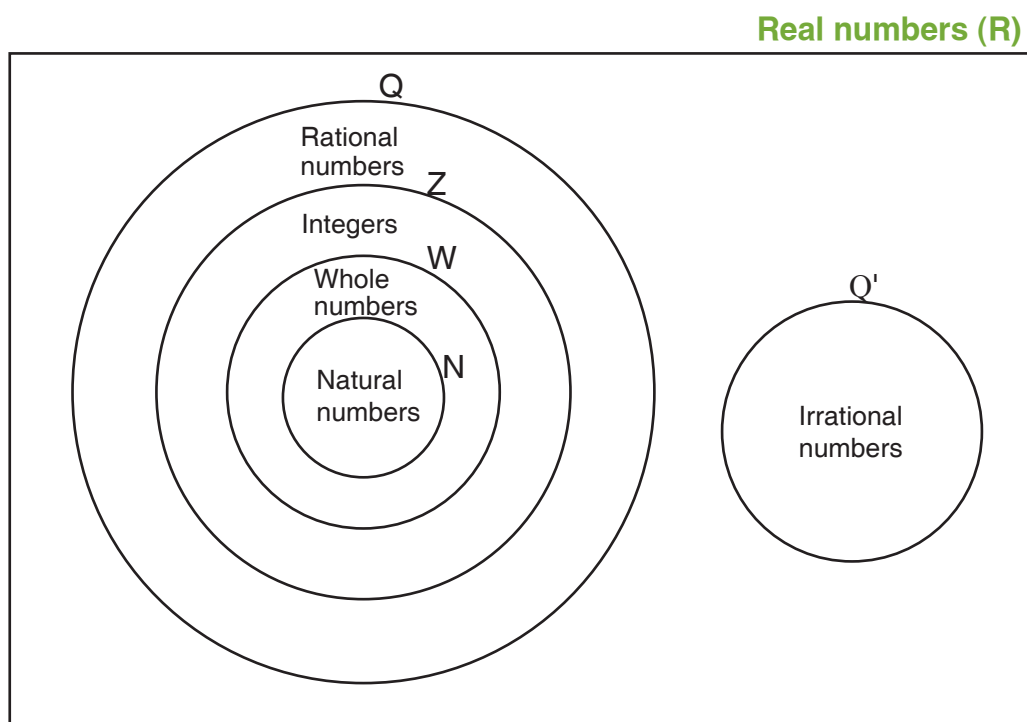 Real numbers (R)
Q
Rational
numbers
Z
Integers
W
Whole
numbers
N
Natural
numbers
Q'
Irrational
numbers